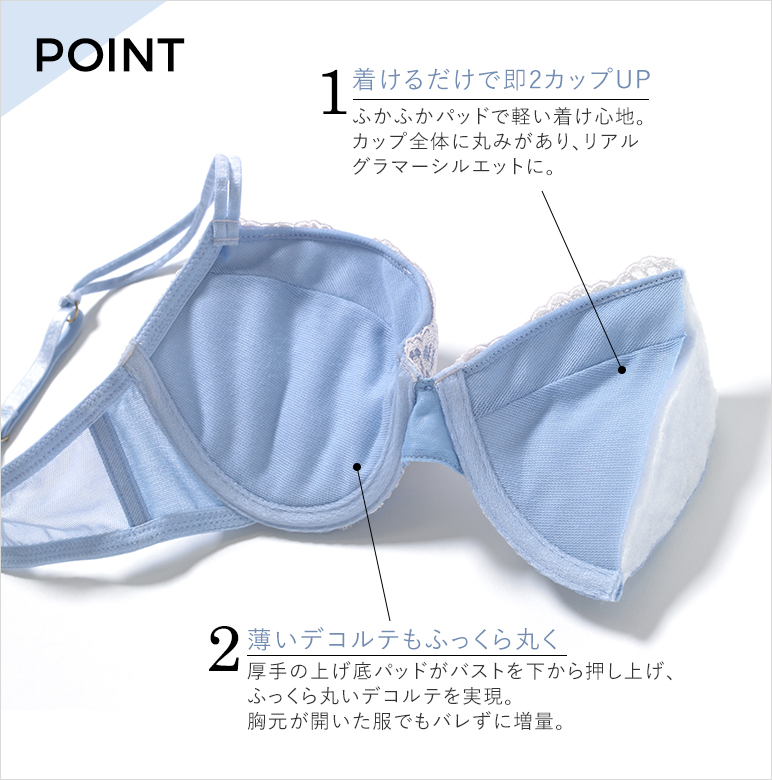 POINT
1 着けるだけで即2カップUP
ふかふかパッドで軽い着け心地。
カップ全体に丸みがあり、リアル
グラマーシルエットに。
2 薄いデコルテもふっくら丸く
厚手の上げ底パッドがバストを下から押し上げ、
ふっくら丸いデコルテを実現。
胸元が開いた服でもバレずに増量。